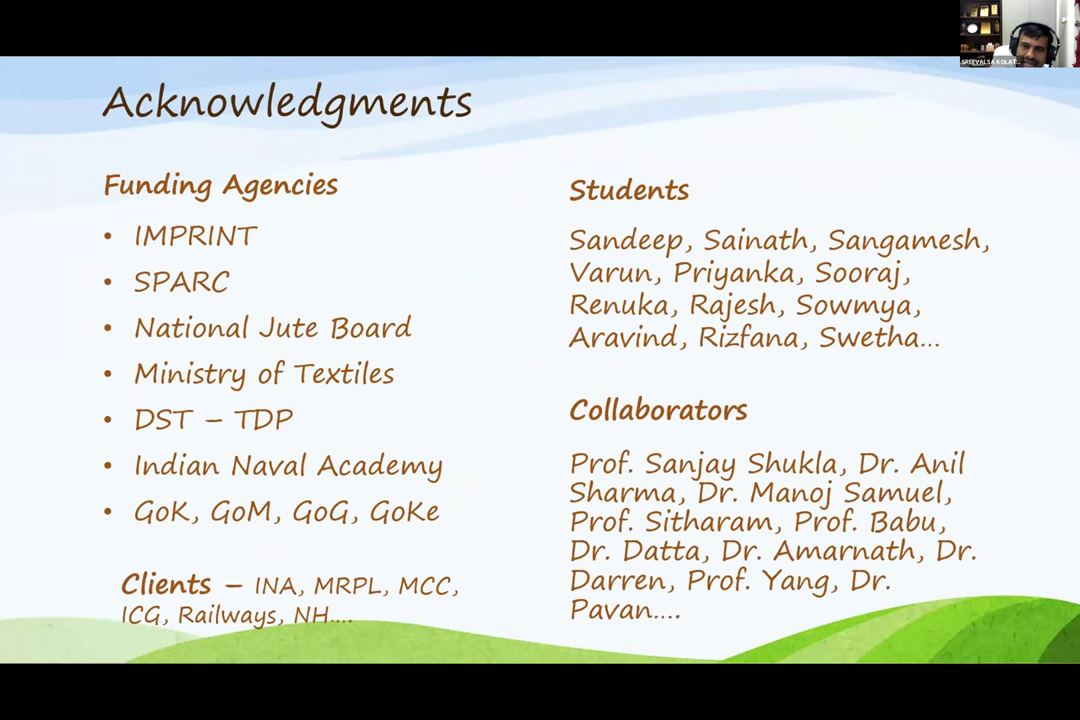 SREEVALSA KOLAT...
Acknowledgments
Funding Agencies
• IMPRINT
• SPARC
• National Jute Board
• Ministry of Textiles
• DST – TDP
• Indian Naval Academy
• GoK, GoM, GoG, GoKe
Clients – INA, MRPL, MCC,
ICG, Railways, NH....
Students
Sandeep, Sainath, Sangamesh,
Varun, Priyanka, Sooraj,
Renuka, Rajesh, Sowmya,
Aravind, Rizfana, Swetha...
Collaborators
Prof. Sanjay Shukla, Dr. Anil
Sharma, Dr. Manoj Samuel,
Prof. Sitharam, Prof. Babu,
Dr. Datta, Dr. Amarnath, Dr.
Darren, Prof. Yang, Dr.
Pavan....